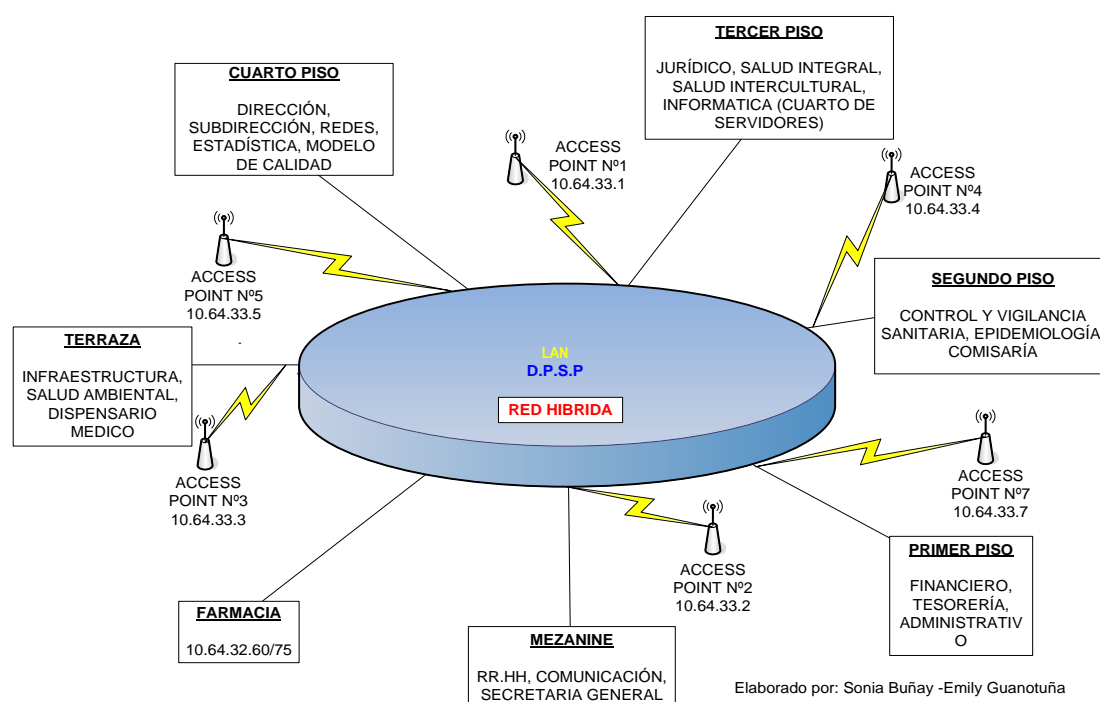 TERCER PISO
JURÍDICO, SALUD INTEGRAL,
SALUD INTERCULTURAL,
INFORMATICA (CUARTO DE
SERVIDORES)
CUARTO PISO
DIRECCIÓN,
SUBDIRECCIÓN, REDES,
ESTADÍSTICA, MODELO
DE CALIDAD
ACCESS
POINT Nº1
10.64.33.1
ACCESS
POINT Nº4
10.64.33.4
ACCESS
POINT Nº5
10.64.33.5
SEGUNDO PISO
CONTROL Y VIGILANCIA
SANITARIA, EPIDEMIOLOGÍA
COMISARÍA
TERRAZA
INFRAESTRUCTURA,
SALUD AMBIENTAL,
DISPENSARIO
MEDICO
LAN
D.P.S.P
RED HIBRIDA
ACCESS
POINT Nº3
10.64.33.3
ACCESS
POINT Nº7
10.64.33.7
ACCESS
POINT Nº2
10.64.33.2
PRIMER PISO
FINANCIERO,
TESORERÍA,
ADMINISTRATIV
O
FARMACIA
10.64.32.60/75
MEZANINE
RR.HH, COMUNICACIÓN,
SECRETARIA GENERAL
Elaborado por: Sonia Buñay -Emily Guanotuña